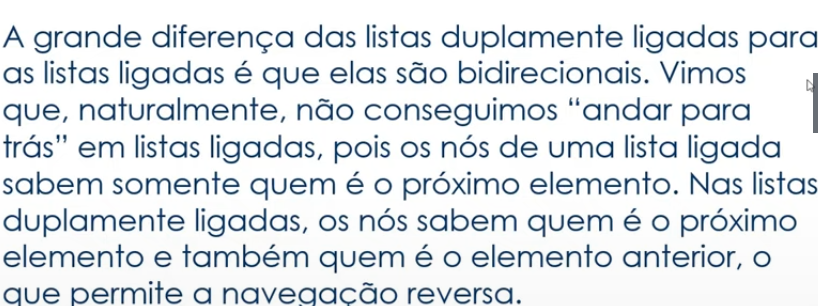 A grande diferença das listas duplamente ligadas para
as listas ligadas é que elas são bidirecionais. Vimos
que, naturalmente, não conseguimos “andar para
trás” em listas ligadas, pois os nós de uma lista ligada
sabem somente quem é o próximo elemento. Nas listas
duplamente ligadas, os nós sabem quem é o próximo
elemento e também quem é o elemento anterior, o
que permite a navegação reversa.